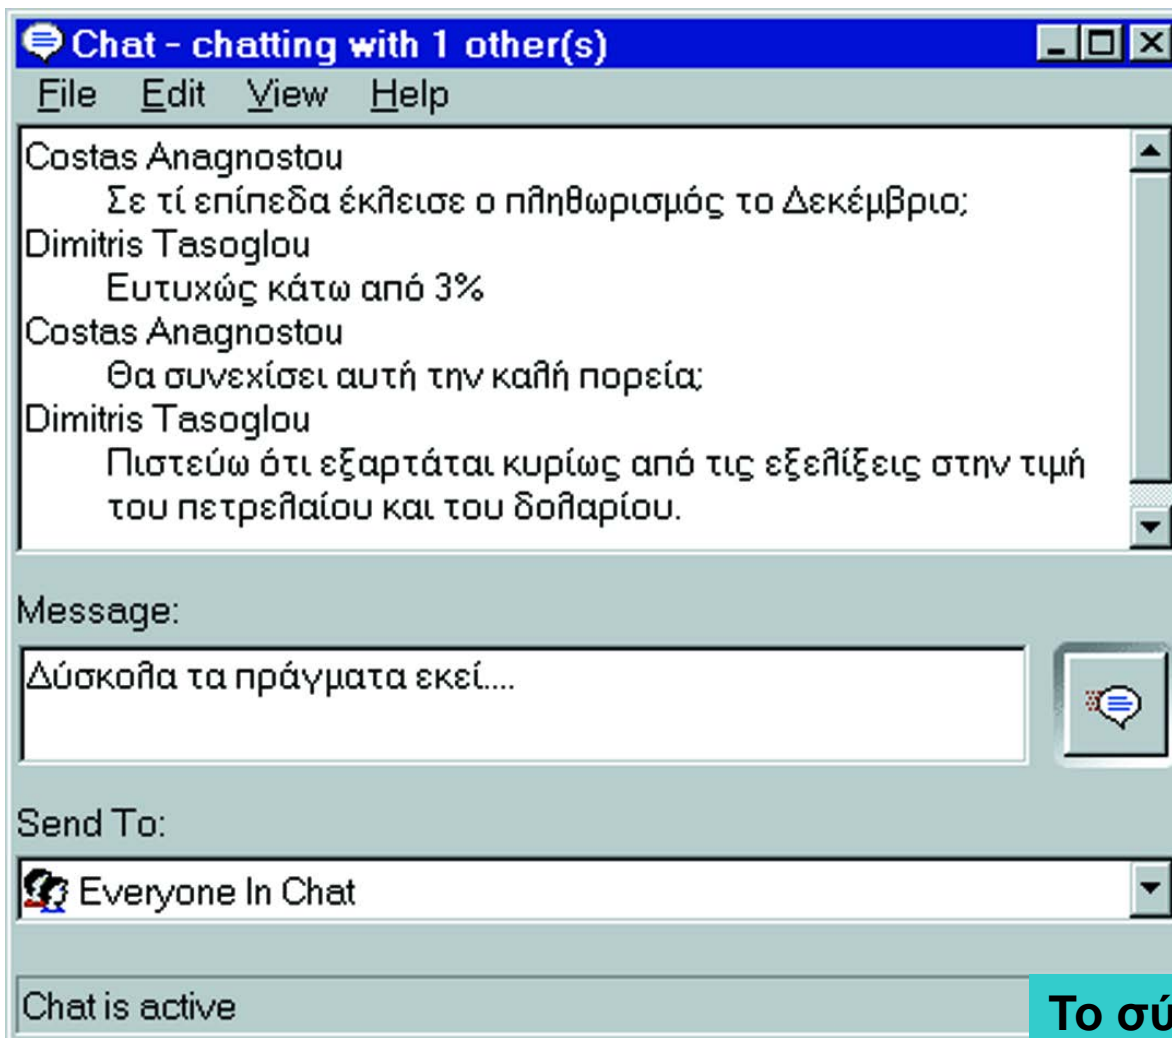 Chat - chatting with 1 other(s)
File Edit View Help
Costas Anagnostou
Σε τί επίπεδα έκλεισε ο πληθωρισμός το Δεκέμβριο;
Dimitris Tasoglou
Ευτυχώς κάτω από 3%
Costas Anagnostou
Θα συνεχίσει αυτή την καλή πορεία;
Dimitris Tasoglou
Πιστεύω ότι εξαρτάται κυρίως από τις εξελίξεις στην τιμή
του πετρελαίου και του δολαρίου.
Message:
Δύσκολα τα πράγματα εκεί....
Send To:
Everyone In Chat
Chat is active
Το σύ